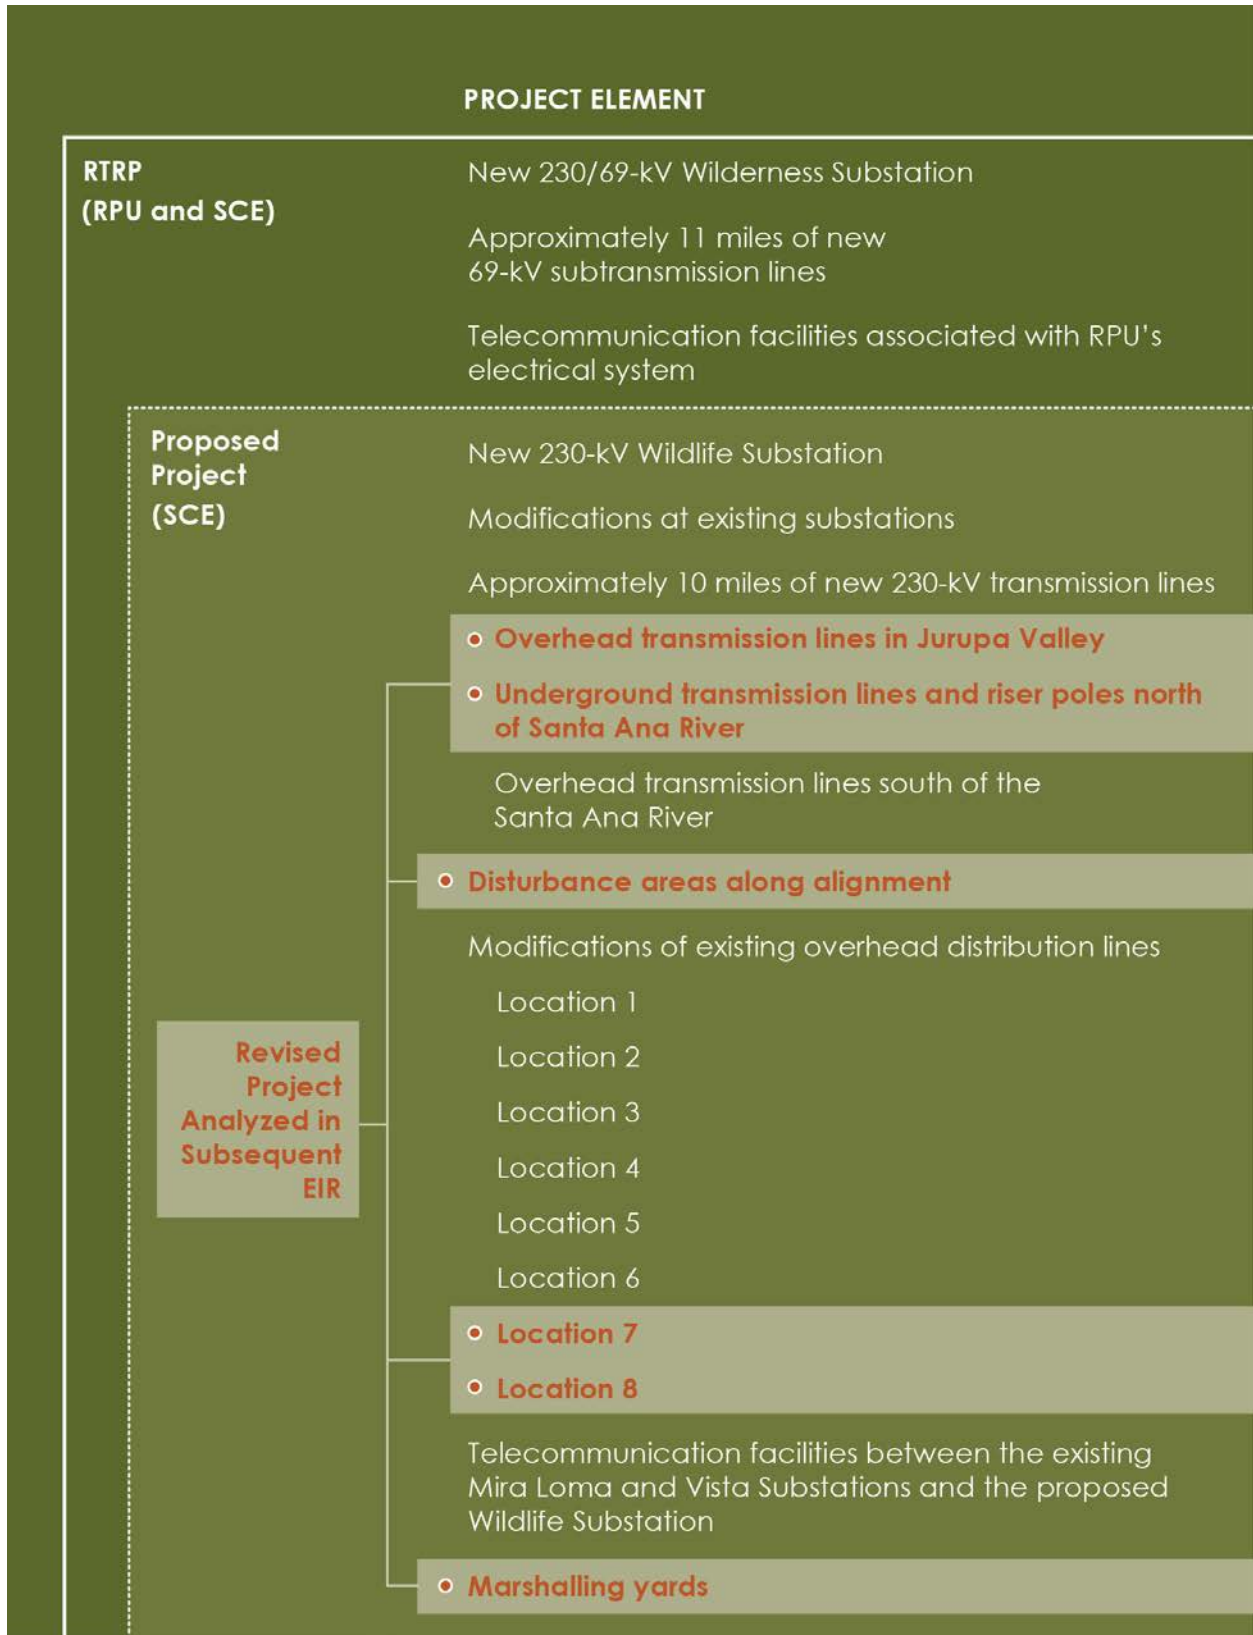 PROJECT ELEMENT
RTRP
(RPU and SCE)
New 230/69-kV Wilderness Substation
Approximately 11 miles of new
69-kV subtransmission lines
Telecommunication facilities associated with RPU's
electrical system
Proposed
Project
(SCE)
New 230-kV Wildlife Substation
Modifications at existing substations
Approximately 10 miles of new 230-kV transmission lines
Overhead transmission lines in Jurupa Valley
Underground transmission lines and riser poles north
of Santa Ana River
Overhead transmission lines south of the
Santa Ana River
Disturbance areas along alignment
Modifications of existing overhead distribution lines
Location 1
Location 2
Location 3
Location 4
Location 5
Location 6
Revised
Project
Analyzed in
Subsequent
EIR
Location 7
Location 8
Telecommunication facilities between the existing
Mira Loma and Vista Substations and the proposed
Wildlife Substation
Marshalling yards